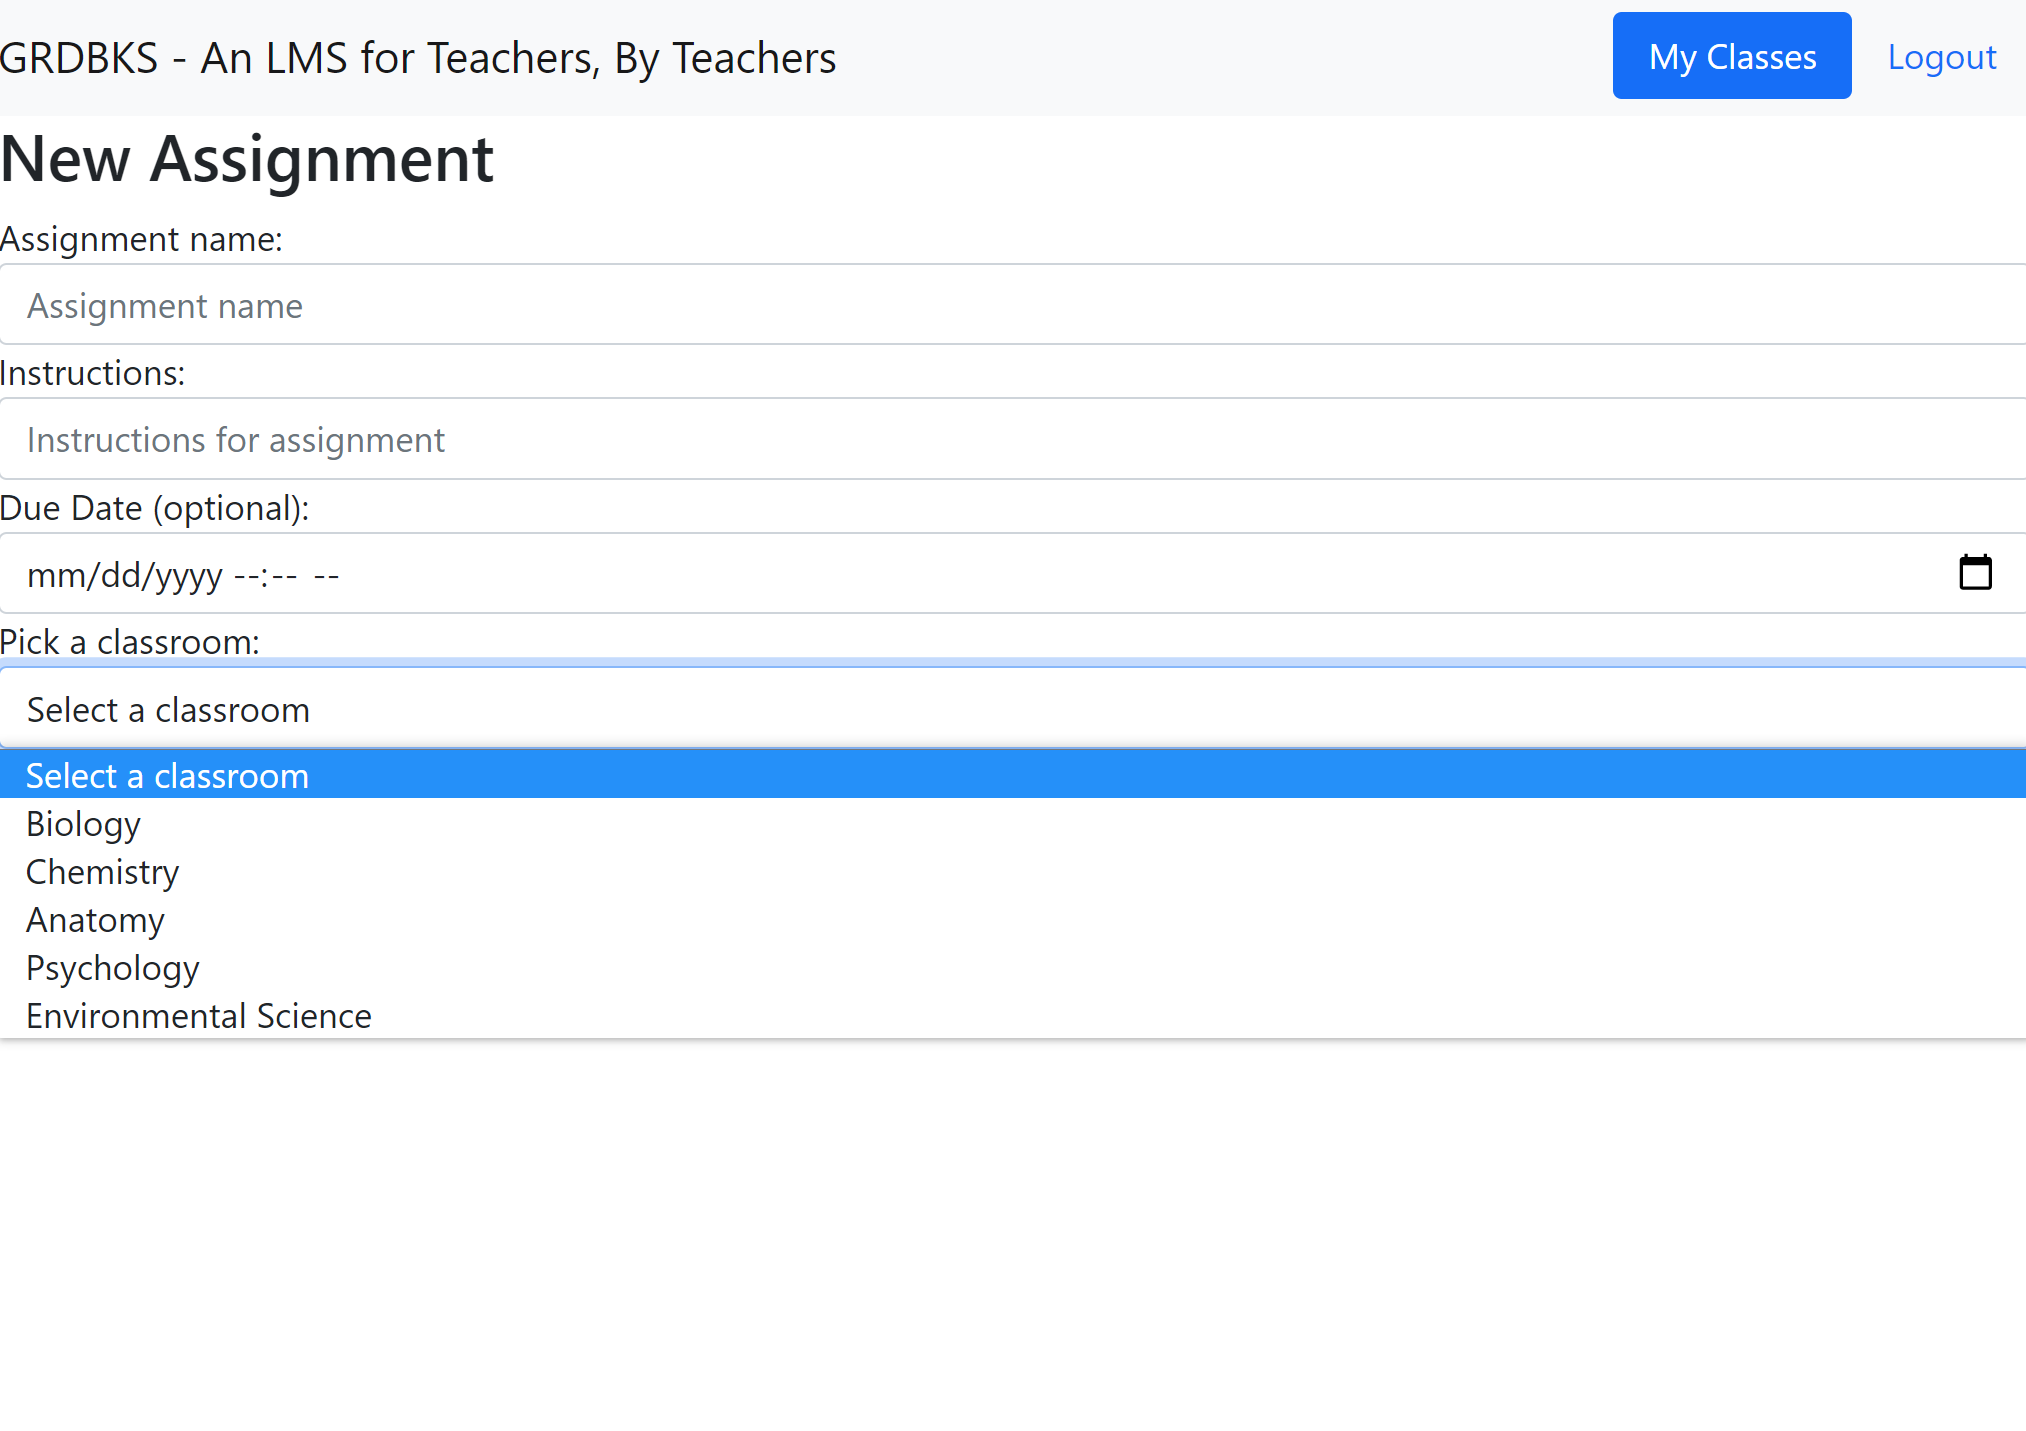 GRDBKS - An LMS for Teachers, By Teachers
My Classes
Logout
New Assignment
Assignment name:
Assignment name
Instructions:
Instructions for assignment
Due Date (optional):
mm/dd/yyyy --:-- --
Pick a classroom:
Select a classroom
Select a classroom
Biology
Chemistry
Anatomy
Psychology
Environmental Science